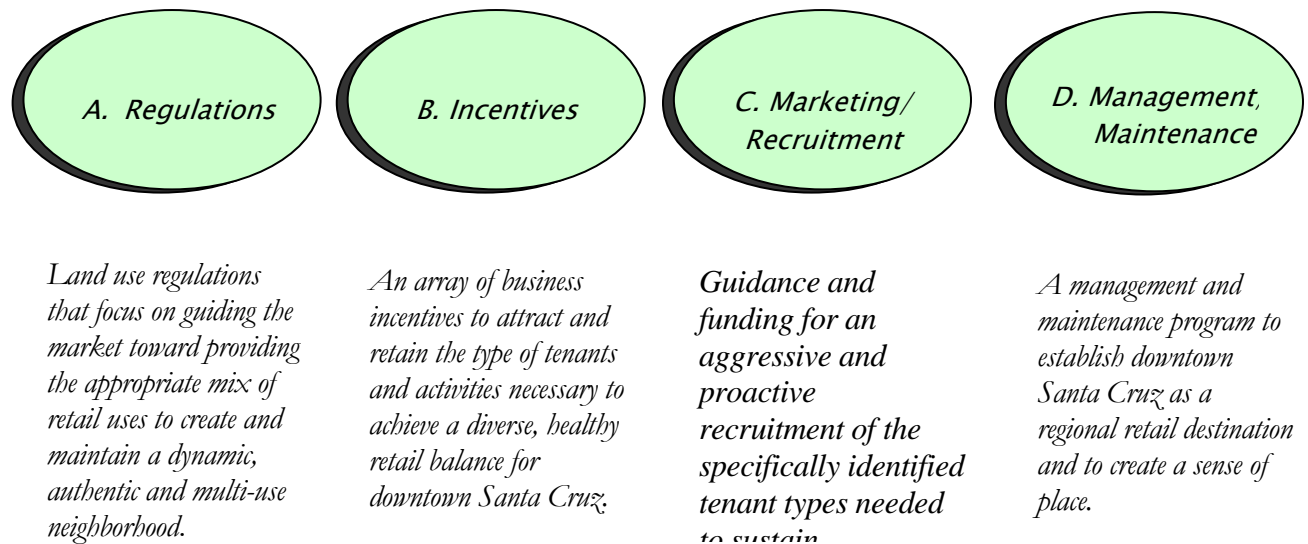 A. Regulations
B. Incentives
C. Marketing/
Recruitment
D. Management,
Maintenance
Land use regulations
that focus on guiding the
market toward providing
the appropriate mix of
retail uses to create and
maintain a dynamic,
authentic and multi-use
neighborhood.
An array of business
incentives to attract and
retain the type of tenants
and activities necessary to
achieve a diverse, healthy
retail balance for
downtown Santa Cruz.
Guidance and
funding for an
aggressive and
proactive
recruitment of the
specifically identified
tenant types needed
to sustain
A management and
maintenance program to
establish downtown
Santa Cruz as a
regional retail destination
and to create a sense of
place.